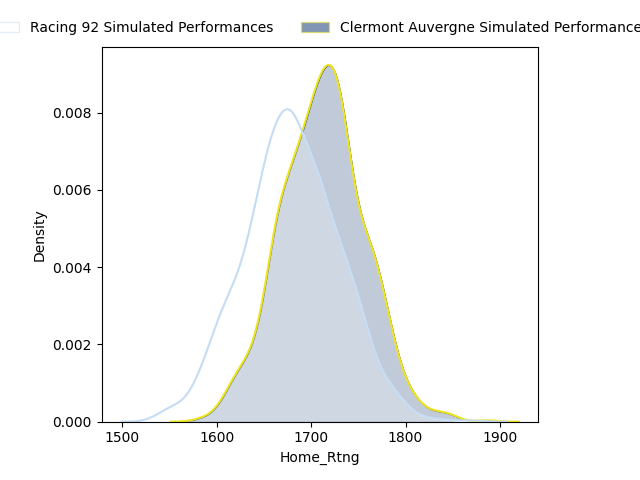 Racing 92 Simulated Performances
Clermont Auvergne Simulated Performance
0.008
0.006
0.004
0.002
0.000
Density
1500 1600 1700 1800 1900
Home_Rtng